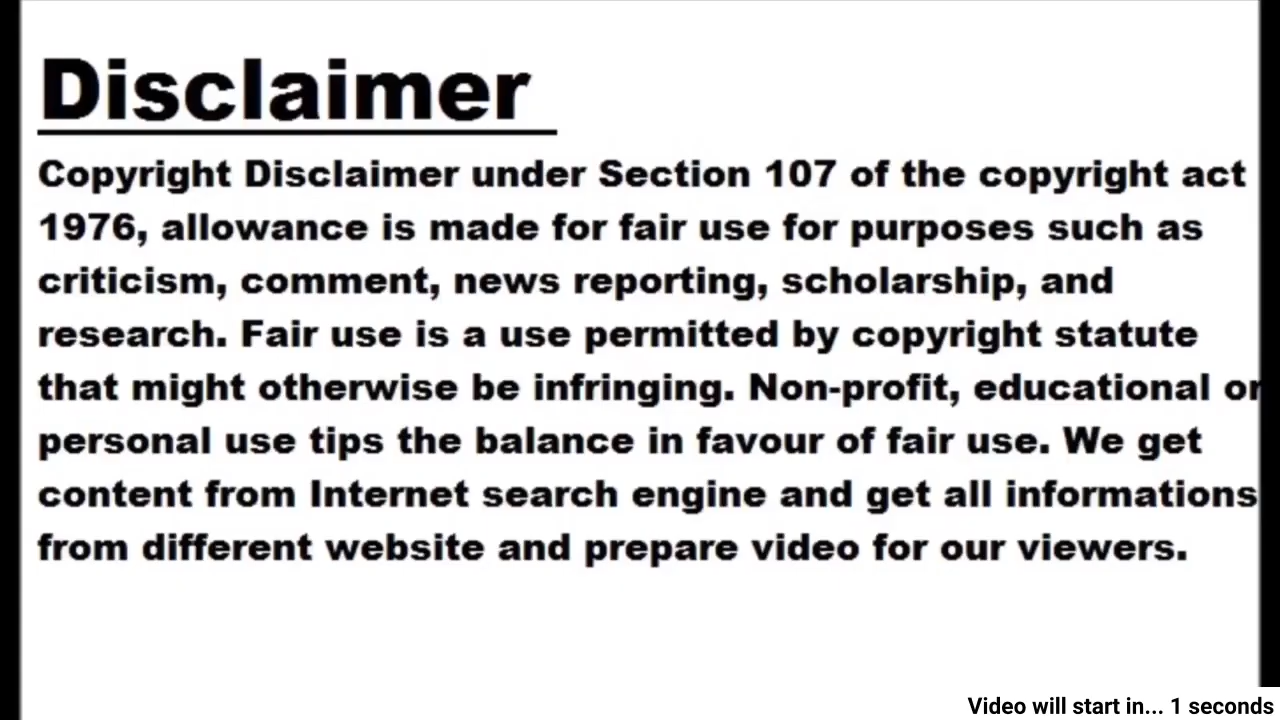 Disclaimer
Copyright Disclaimer under Section 107 of the copyright act
1976, allowance is made for fair use for purposes such as
criticism, comment, news reporting, scholarship, and
research. Fair use is a use permitted by copyright statute
that might otherwise be infringing. Non-profit, educational or
personal use tips the balance in favour of fair use. We get
content from Internet search engine and get all informations
from different website and prepare video for our viewers.
Video will start in... 1 seconds